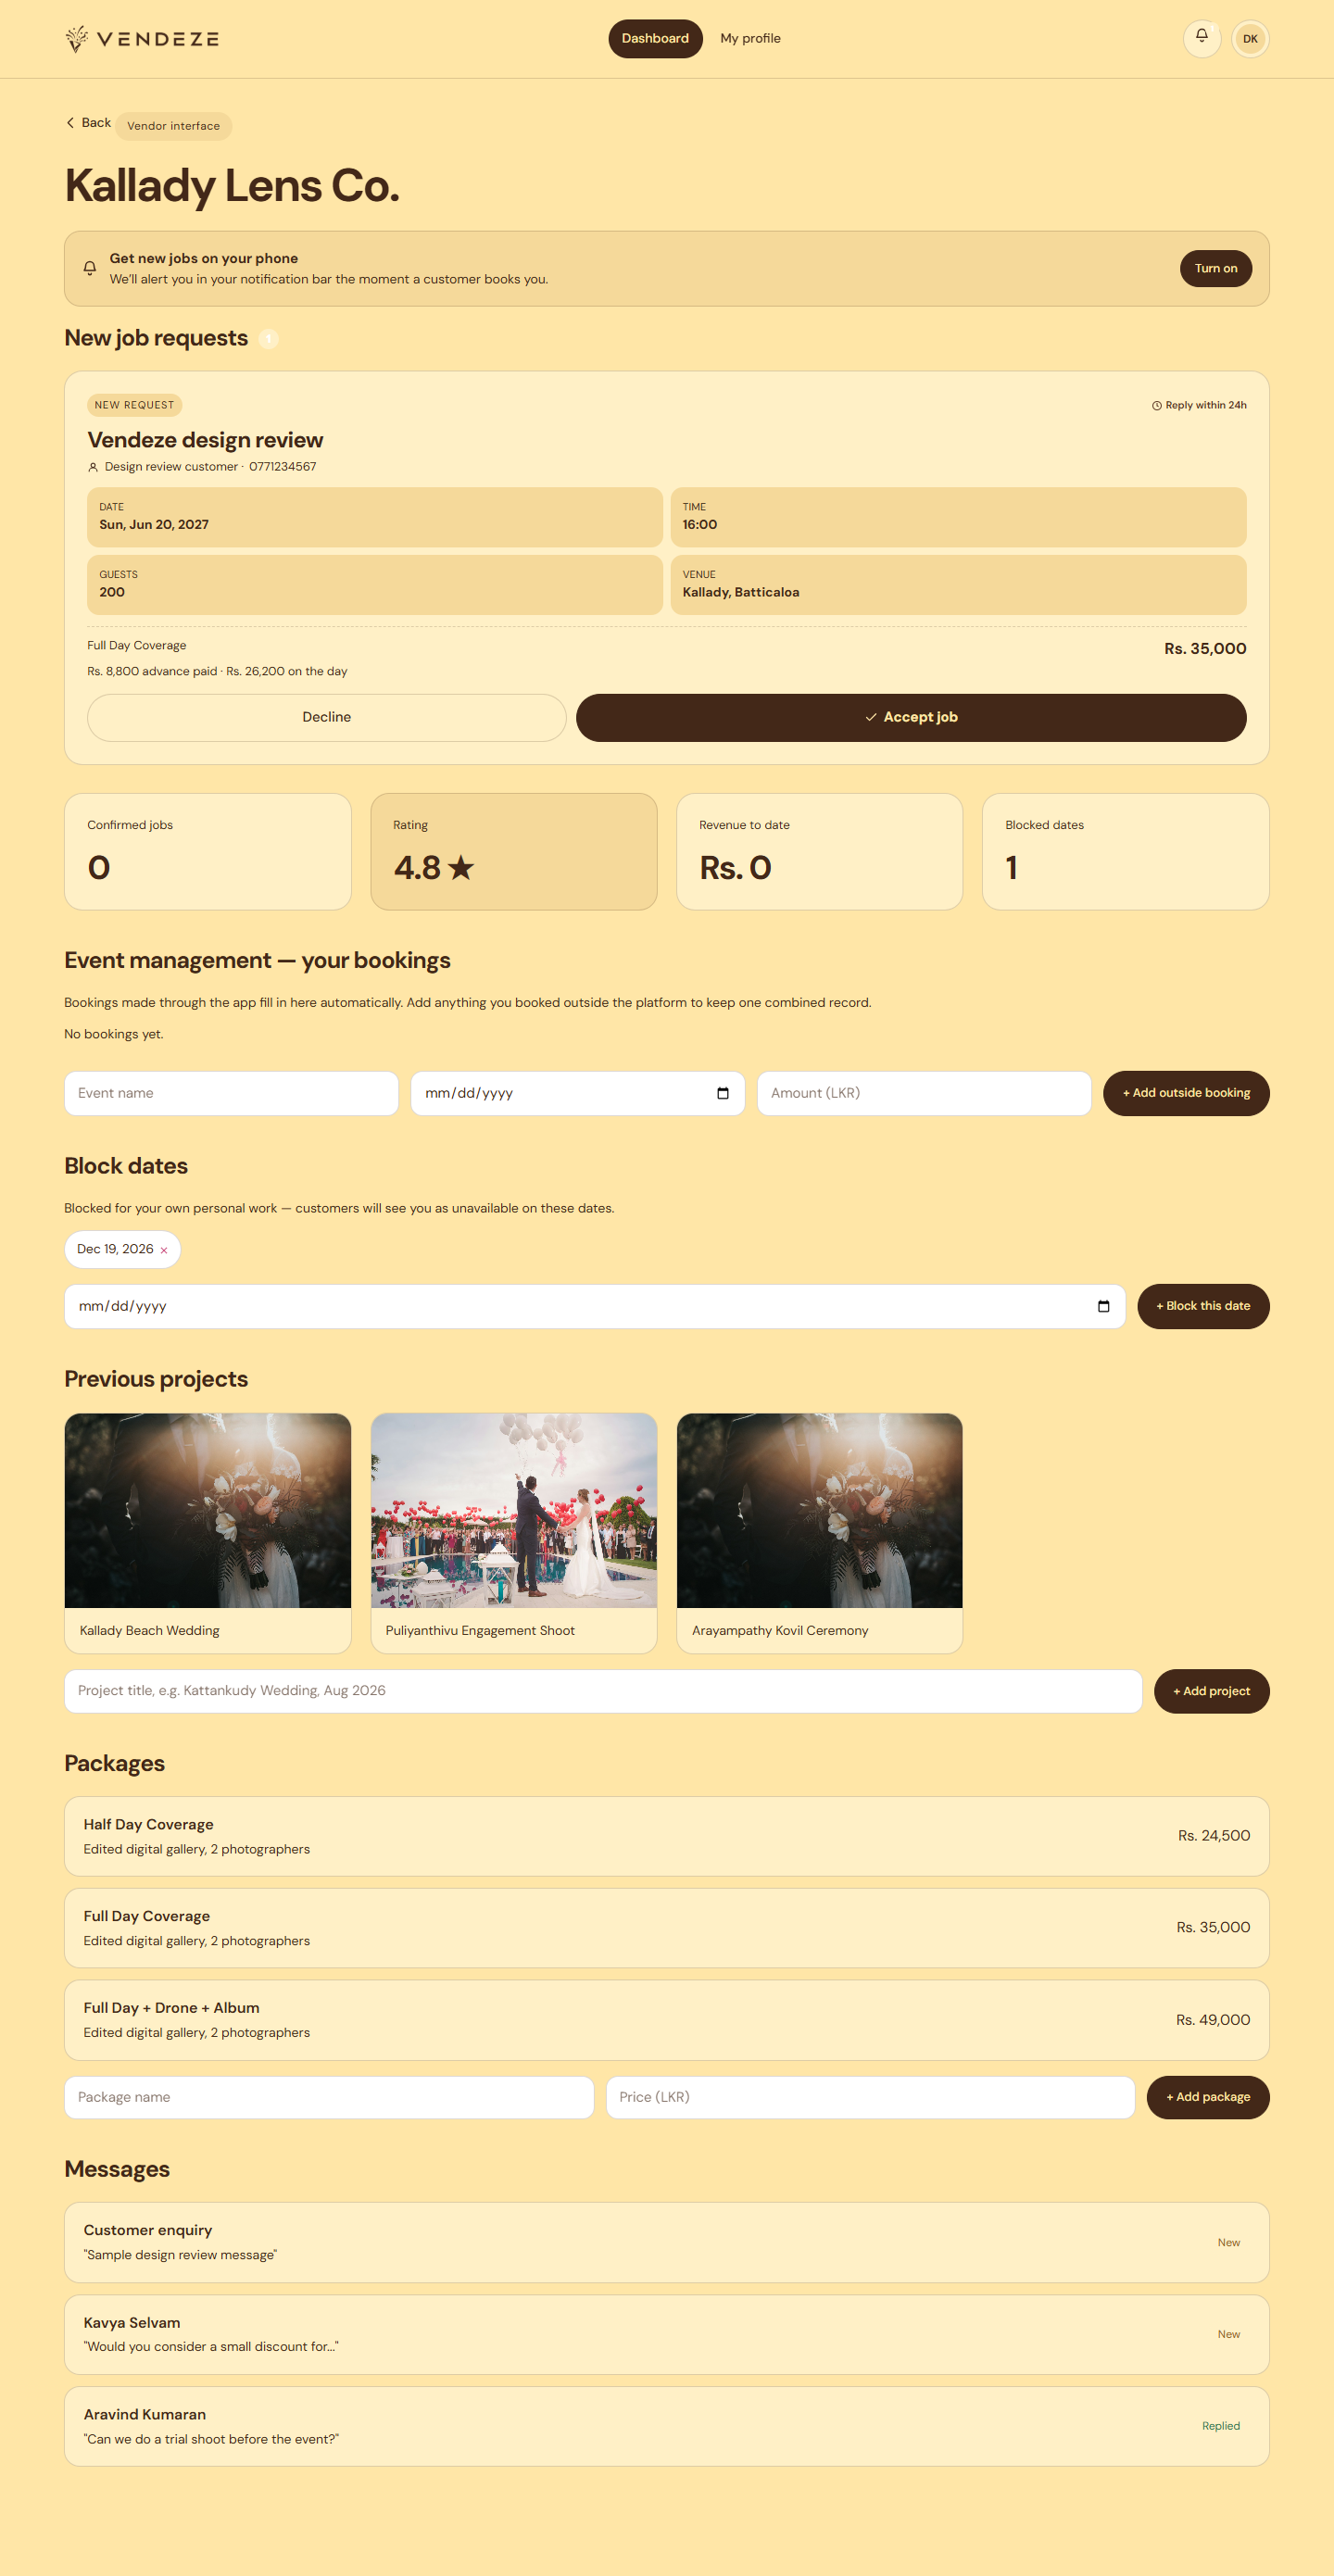 VENDEZE
Dashboard
My profile
DK
Back
Vendor interface
Kallady Lens Co.
Get new jobs on your phone
We'll alert you in your notification bar the moment a customer books you.
Turn on
New job requests 1
NEW REQUEST
Reply within 24h
Vendeze design review
Design review customer · 0771234567
DATE
Sun, Jun 20, 2027
TIME
16:00
GUESTS
200
VENUE
Kallady, Batticaloa
Full Day Coverage
Rs. 35,000
Rs. 8,800 advance paid · Rs. 26,200 on the day
Decline
Accept job
Confirmed jobs
0
Rating
4.8 ★
Revenue to date
Rs. 0
Blocked dates
1
Event management — your bookings
Bookings made through the app fill in here automatically. Add anything you booked outside the platform to keep one combined record.
No bookings yet.
Event name
mm/dd/yyyy
Amount (LKR)
+ Add outside booking
Block dates
Blocked for your own personal work — customers will see you as unavailable on these dates.
Dec 19, 2026 ×
mm/dd/yyyy
+ Block this date
Previous projects
Kallady Beach Wedding
Puliyanthivu Engagement Shoot
Arayampathy Kovil Ceremony
Project title, e.g. Kattankudy Wedding, Aug 2026
+ Add project
Packages
Half Day Coverage
Edited digital gallery, 2 photographers
Rs. 24,500
Full Day Coverage
Edited digital gallery, 2 photographers
Rs. 35,000
Full Day + Drone + Album
Edited digital gallery, 2 photographers
Rs. 49,000
Package name
Price (LKR)
+ Add package
Messages
Customer enquiry
"Sample design review message"
New
Kavya Selvam
"Would you consider a small discount for..."
New
Aravind Kumaran
"Can we do a trial shoot before the event?"
Replied